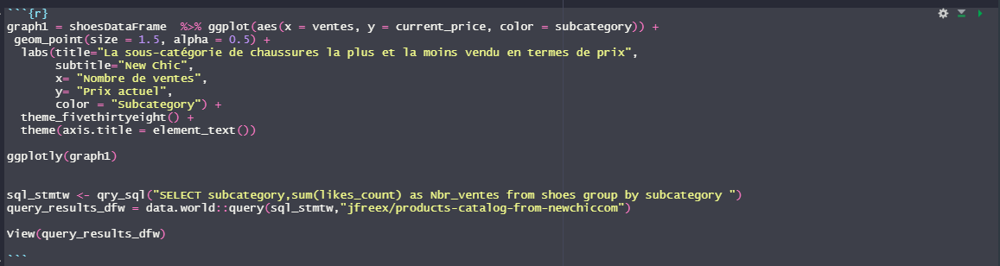 ```{r}
graph1 = shoesDataFrame  %>% ggplot(aes(x = ventes, y = current_price, color = subcategory)) +
 geom_point(size = 1.5, alpha = 0.5) +
  labs(title="La sous-catégorie de chaussures la plus et la moins vendu en termes de prix",
       subtitle="New Chic",
       x= "Nombre de ventes",
       y= "Prix actuel",
       color = "Subcategory") +
  theme_fivethirtyeight() +
  theme(axis.title = element_text())
ggplotly(graph1)
sql_stmtw <- qry_sql("SELECT subcategory,sum(likes_count) as Nbr_ventes from shoes group by subcategory ")
query_results_dfw = data.world::query(sql_stmtw,"jfreex/products-catalog-from-newchiccom")
View(query_results_dfw)
```